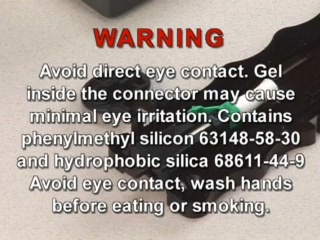 WARNING
Avoid direct eye contact. Gel
inside the connector may cause
minimal eye irritation. Contains
phenylmethyl silicon 63148-58-30
and hydrophobic silica 68611-44-9
Avoid eye contact, wash hands
before eating or smoking.